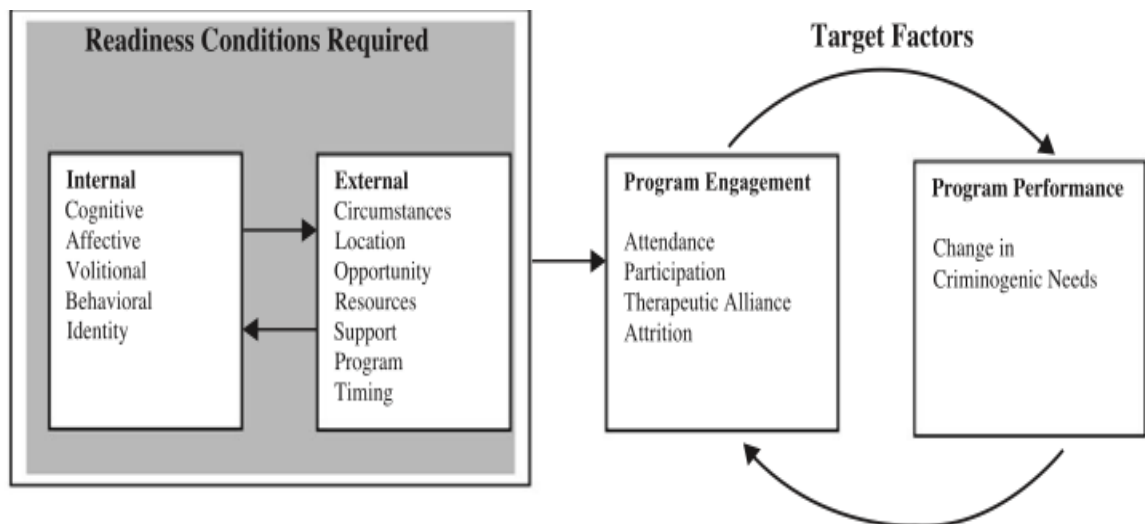 Readiness Conditions Required
Internal
Cognitive
Affective
Volitional
Behavioral
Identity
External
Circumstances
Location
Opportunity
Resources
Support
Program
Timing
Target Factors
Program Engagement
Attendance
Participation
Therapeutic Alliance
Attrition
Program Performance
Change in
Criminogenic Needs